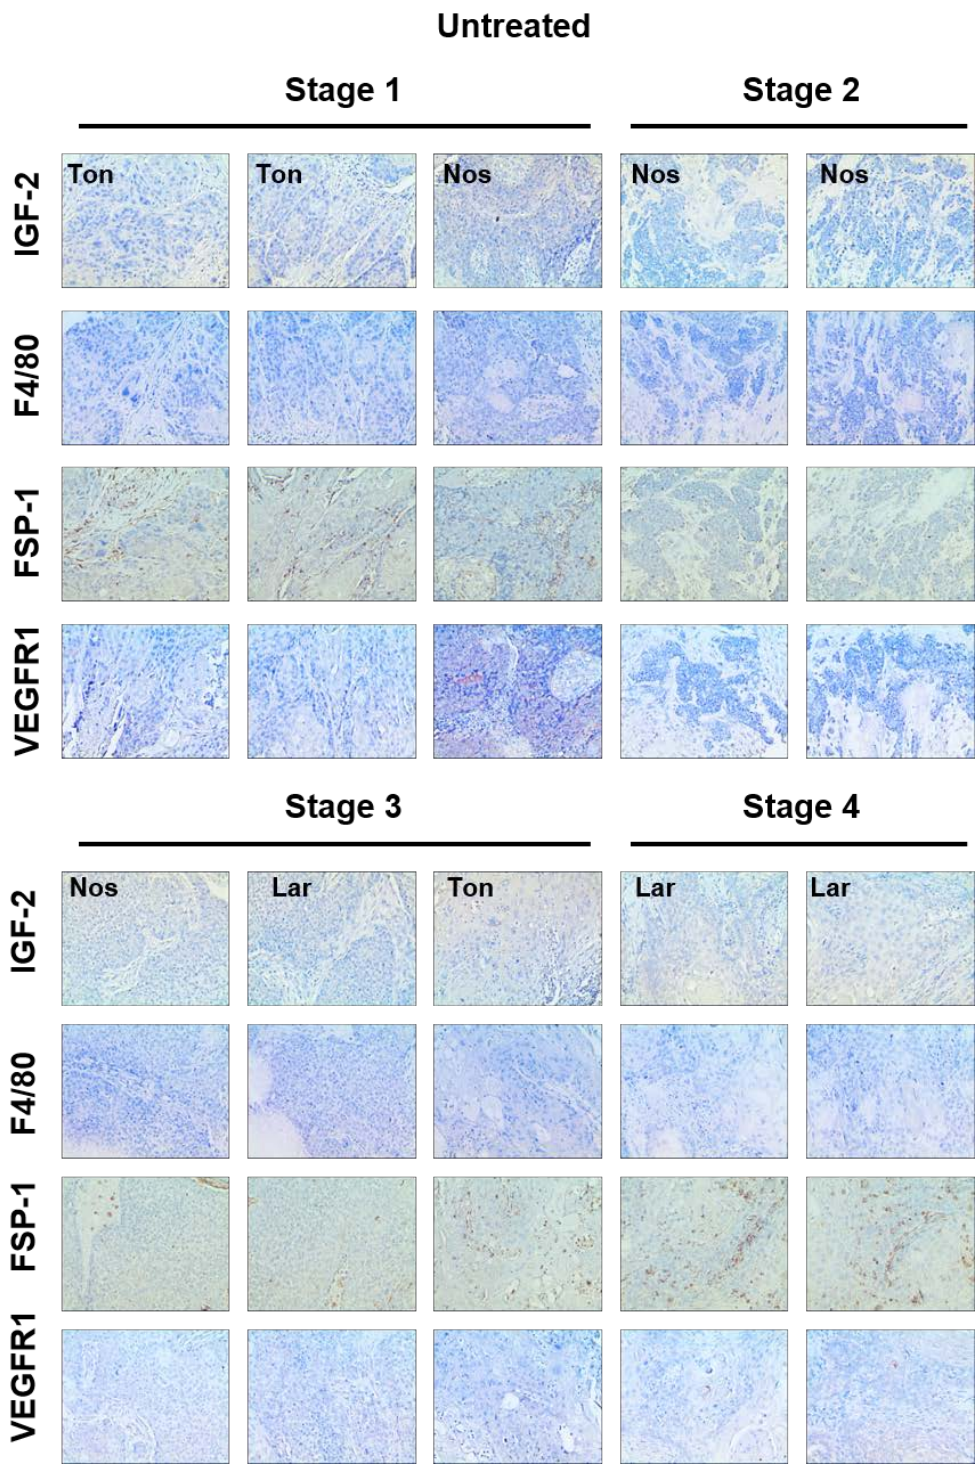 Untreated
Stage 1 Stage 2
IGF-2 Ton Ton Nos Nos Nos
F4/80
FSP-1
VEGFR1
Stage 3 Stage 4
IGF-2 Nos Lar Ton Lar Lar
F4/80
FSP-1
VEGFR1